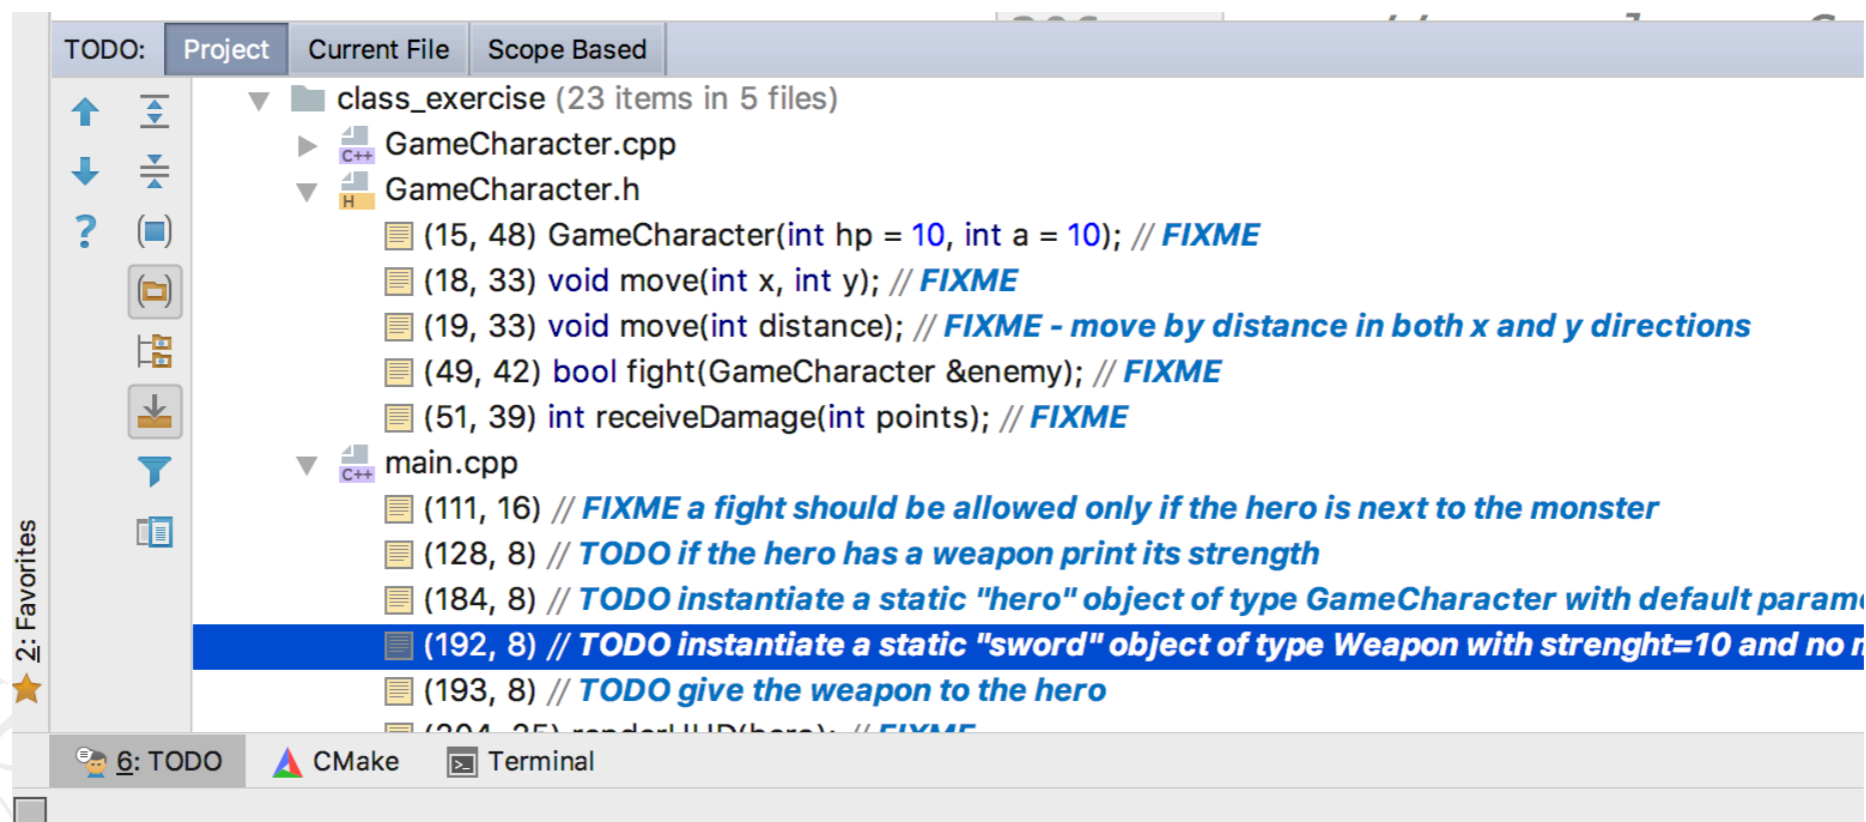 TODO: Project Current File Scope Based
class_exercise (23 items in 5 files)
C++ GameCharacter.cpp
H GameCharacter.h
(15, 48) GameCharacter(int hp = 10, int a = 10); // FIXME
(18, 33) void move(int x, int y); // FIXME
(19, 33) void move(int distance); // FIXME - move by distance in both x and y directions
(49, 42) bool fight(GameCharacter &enemy); // FIXME
(51, 39) int receiveDamage(int points); // FIXME
C++ main.cpp
(111, 16) // FIXME a fight should be allowed only if the hero is next to the monster
(128, 8) // TODO if the hero has a weapon print its strength
(184, 8) // TODO instantiate a static "hero" object of type GameCharacter with default
(192, 8) // TODO instantiate a static "sword" object of type Weapon with strenght=10 and no
(193, 8) // TODO give the weapon to the hero
(204, 25) renderHUD(hero); // FIXME
2: Favorites
6: TODO CMake Terminal